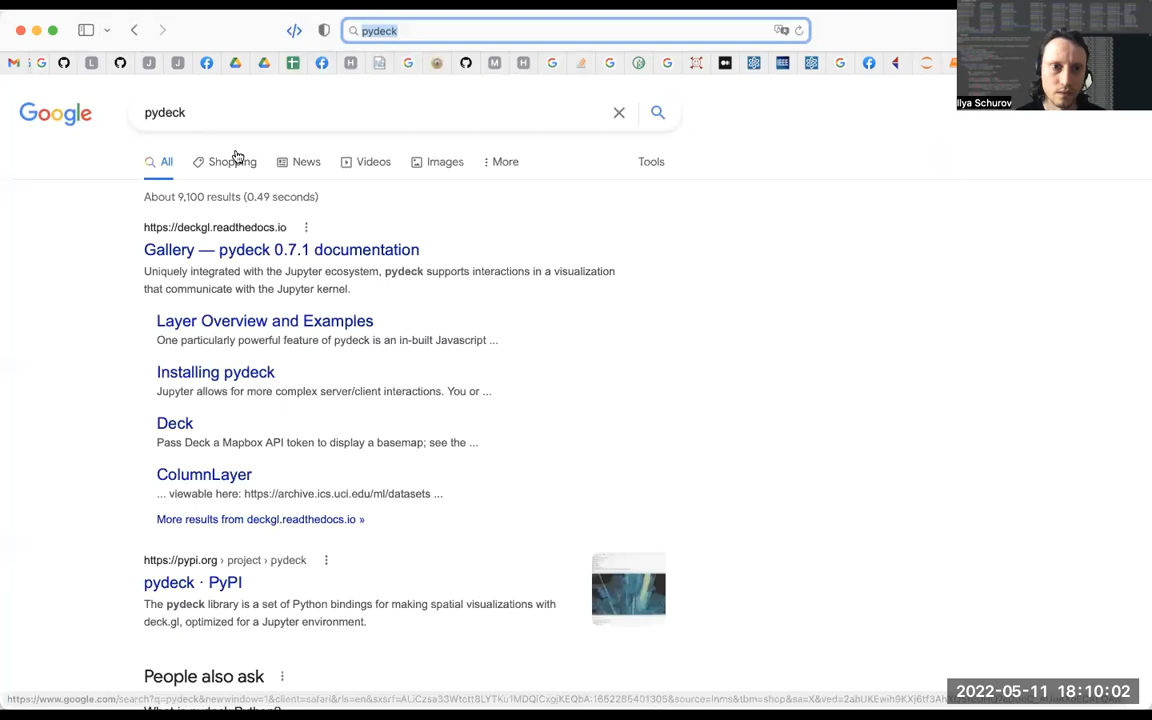 pydeck
Ilya Schurov
Google
pydeck
All
Shopping
News
Videos
Images
More
Tools
About 9,100 results (0.49 seconds)
https://deckgl.readthedocs.io
Gallery — pydeck 0.7.1 documentation
Uniquely integrated with the Jupyter ecosystem, pydeck supports interactions in a visualization
that communicate with the Jupyter kernel.
Layer Overview and Examples
One particularly powerful feature of pydeck is an in-built Javascript ...
Installing pydeck
Jupyter allows for more complex server/client interactions. You or ...
Deck
Pass Deck a Mapbox API token to display a basemap; see the ...
ColumnLayer
... viewable here: https://archive.ics.uci.edu/ml/datasets ...
More results from deckgl.readthedocs.io »
https://pypi.org › project › pydeck
pydeck · PyPI
The pydeck library is a set of Python bindings for making spatial visualizations with
deck.gl, optimized for a Jupyter environment.
People also ask
2022-05-11 18:10:02